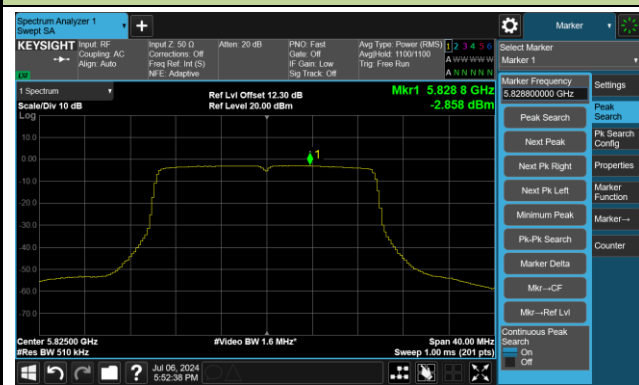 Spectrum Analyzer 1
Swept SA
Marker
KEYSIGHT
Input: RF
Coupling: AC
Align: Auto
Input Z: 50 Ω
Corrections: Off
Freq Ref: Int (S)
NFE: Adaptive
Atten: 20 dB
PNO: Fast
Gate: Off
IF Gain: Low
Sig Track: Off
Avg Type: Power (RMS)
Avg|Hold: 1100/1100
Trig: Free Run
1 2 3 4 5 6
A W W W W W
A N N N N N
Select Marker
Marker 1
LXI
1 Spectrum
Scale/Div 10 dB
Log
Ref Lvl Offset 12.30 dB
Ref Level 20.00 dBm
Mkr1 5.828 8 GHz
-2.858 dBm
10.0
0.00
-10.0
-20.0
-30.0
-40.0
-50.0
-60.0
-70.0
1
Center 5.82500 GHz
#Res BW 510 kHz
#Video BW 1.6 MHz*
Span 40.00 MHz
Sweep 1.00 ms (201 pts)
Marker Frequency
5.828800000 GHz
Peak Search
Next Peak
Next Pk Right
Next Pk Left
Minimum Peak
Pk-Pk Search
Marker Delta
Mkr→CF
Mkr→Ref Lvl
Continuous Peak
Search
On
Off
Settings
Peak
Search
Pk Search
Config
Properties
Marker
Function
Marker→
Counter
?
Jul 06, 2024
5:52:38 PM